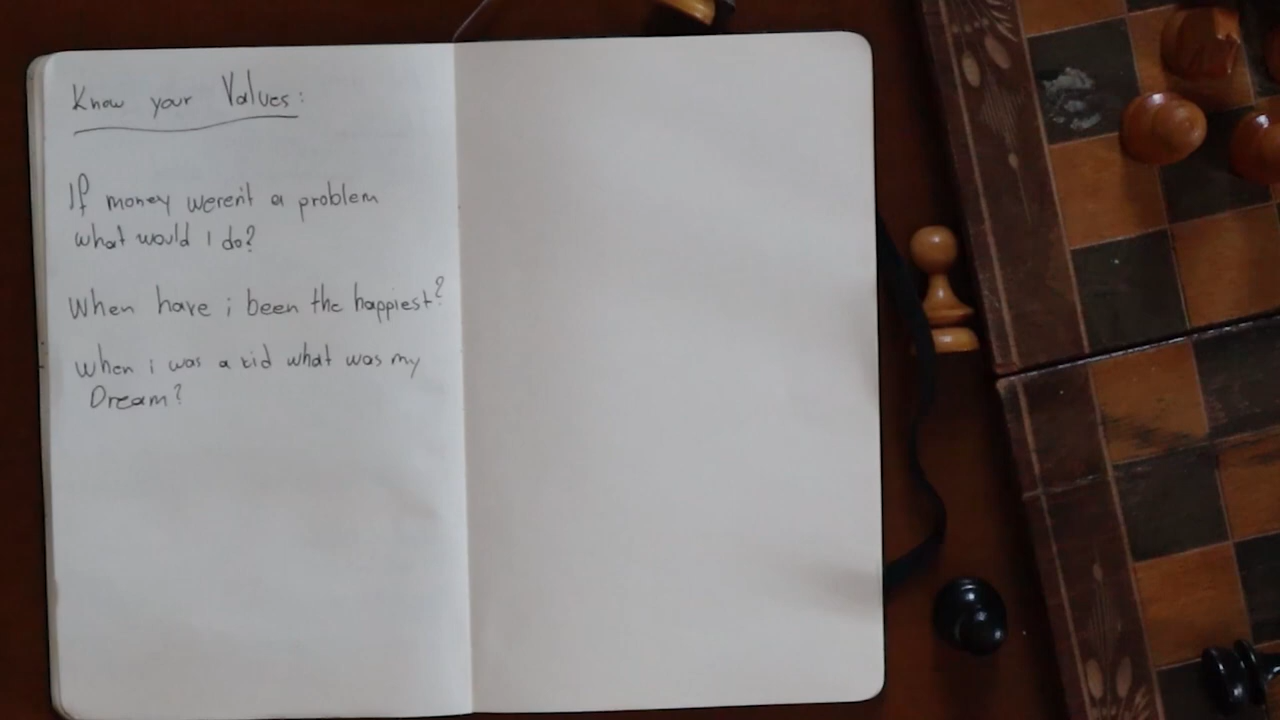 Know your Values:
If money weren't a problem
what would I do?
When have i been the happiest?
when i was a kid what was my
Dream?